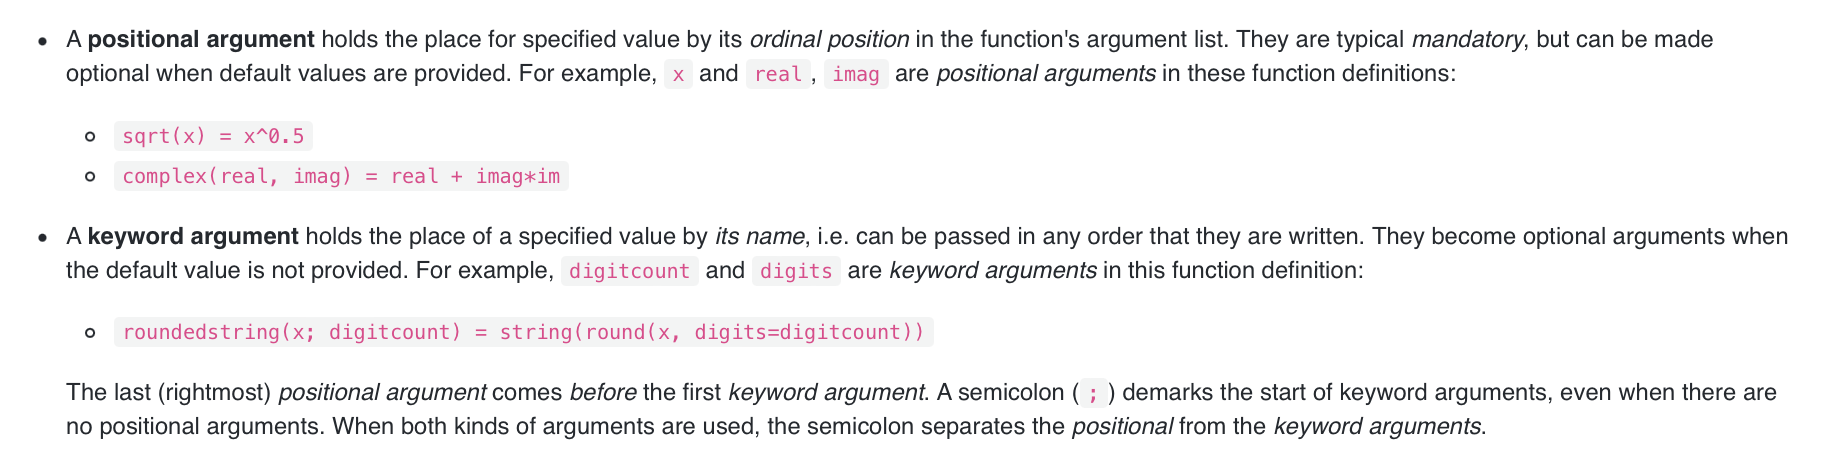 A positional argument holds the place for specified value by its ordinal position in the function's argument list. They are typical mandatory, but can be made
optional when default values are provided. For example, x and real , imag are positional arguments in these function definitions:
sqrt(x) = x^0.5
complex(real, imag) = real + imag*im
A keyword argument holds the place of a specified value by its name, i.e. can be passed in any order that they are written. They become optional arguments when
the default value is not provided. For example, digitcount and digits are keyword arguments in this function definition:
roundedstring(x; digitcount) = string(round(x, digits=digitcount))
The last (rightmost) positional argument comes before the first keyword argument. A semicolon ( ; ) demarks the start of keyword arguments, even when there are
no positional arguments. When both kinds of arguments are used, the semicolon separates the positional from the keyword arguments.